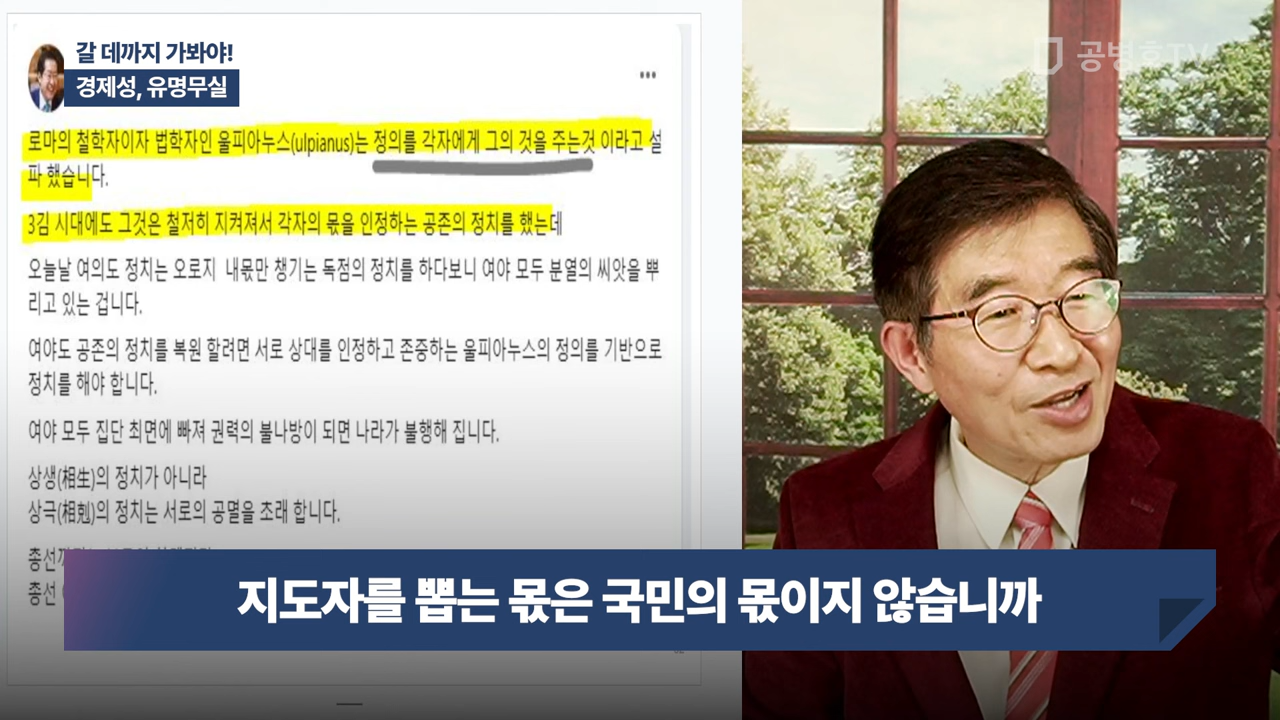 갈 데까지 가봐야!
경제성, 유명무실
공병호TV
로마의 철학자이자 법학자인 울피아누스(ulpianus)는 정의를 각자에게 그의 것을 주는것 이라고 설
파 했습니다.
3김 시대에도 그것은 철저히 지켜져서 각자의 몫을 인정하는 공존의 정치를 했는데
오늘날 여의도 정치는 오로지 내몫만 챙기는 독점의 정치를 하다보니 여야 모두 분열의 씨앗을 뿌
리고 있는 겁니다.
여야도 공존의 정치를 복원 할려면 서로 상대를 인정하고 존중하는 울피아누스의 정의를 기반으로
정치를 해야 합니다.
여야 모두 집단 최면에 빠져 권력의 불나방이 되면 나라가 불행해 집니다.
상생(相生)의 정치가 아니라
상극(相剋)의 정치는 서로의 공멸을 초래 합니다.
총선
지도자를 뽑는 몫은 국민의 몫이지 않습니까